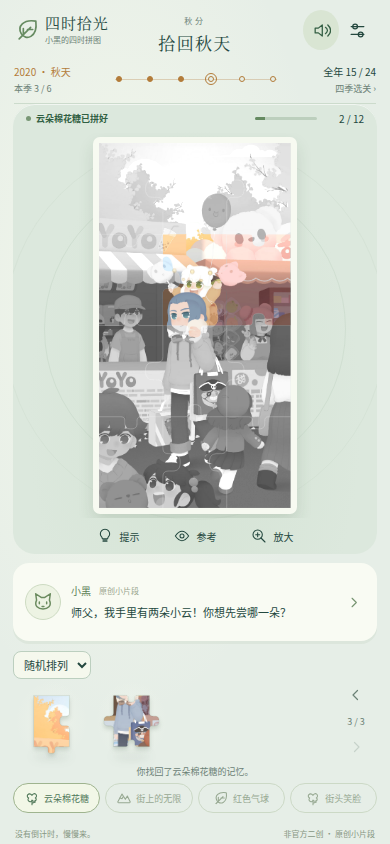 四时拾光
小黑的四时拼图
秋分
拾回秋天
2020 · 秋天
本季 3 / 6
全年 15 / 24
四季选关 ›
云朵棉花糖已拼好
2 / 12
YOYO
YOYO
YOYO
提示
参考
放大
小黑 原创小片段
师父，我手里有两朵小云！你想先尝哪一朵？
随机排列
3 / 3
你找回了云朵棉花糖的记忆。
云朵棉花糖
街上的无限
红色气球
街头笑脸
没有倒计时，慢慢来。
非官方二创 · 原创小片段